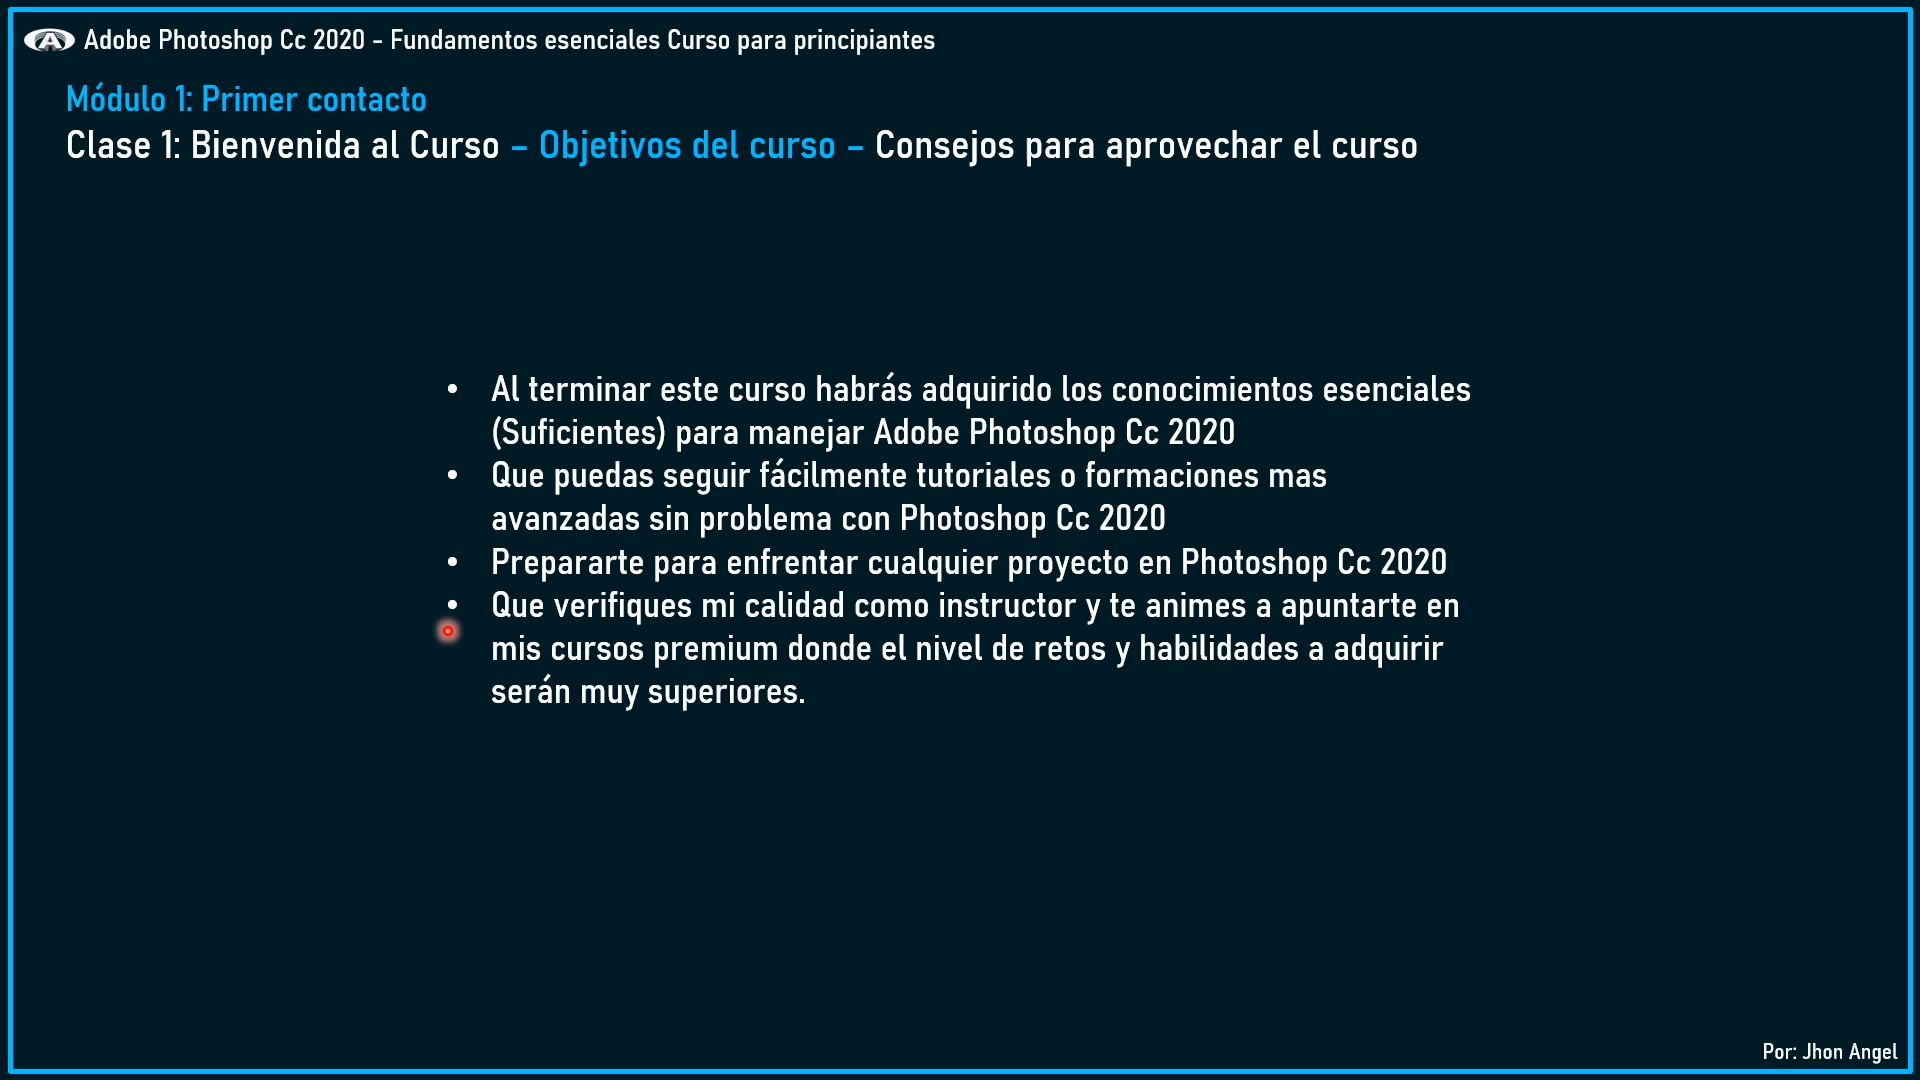 Adobe Photoshop Cc 2020 - Fundamentos esenciales Curso para principiantes
Módulo 1: Primer contacto
Clase 1: Bienvenida al Curso – Objetivos del curso – Consejos para aprovechar el curso
• Al terminar este curso habrás adquirido los conocimientos esenciales
(Suficientes) para manejar Adobe Photoshop Cc 2020
• Que puedas seguir fácilmente tutoriales o formaciones mas
avanzadas sin problema con Photoshop Cc 2020
• Prepararte para enfrentar cualquier proyecto en Photoshop Cc 2020
• Que verifiques mi calidad como instructor y te animes a apuntarte en
mis cursos premium donde el nivel de retos y habilidades a adquirir
serán muy superiores.
Por: Jhon Angel